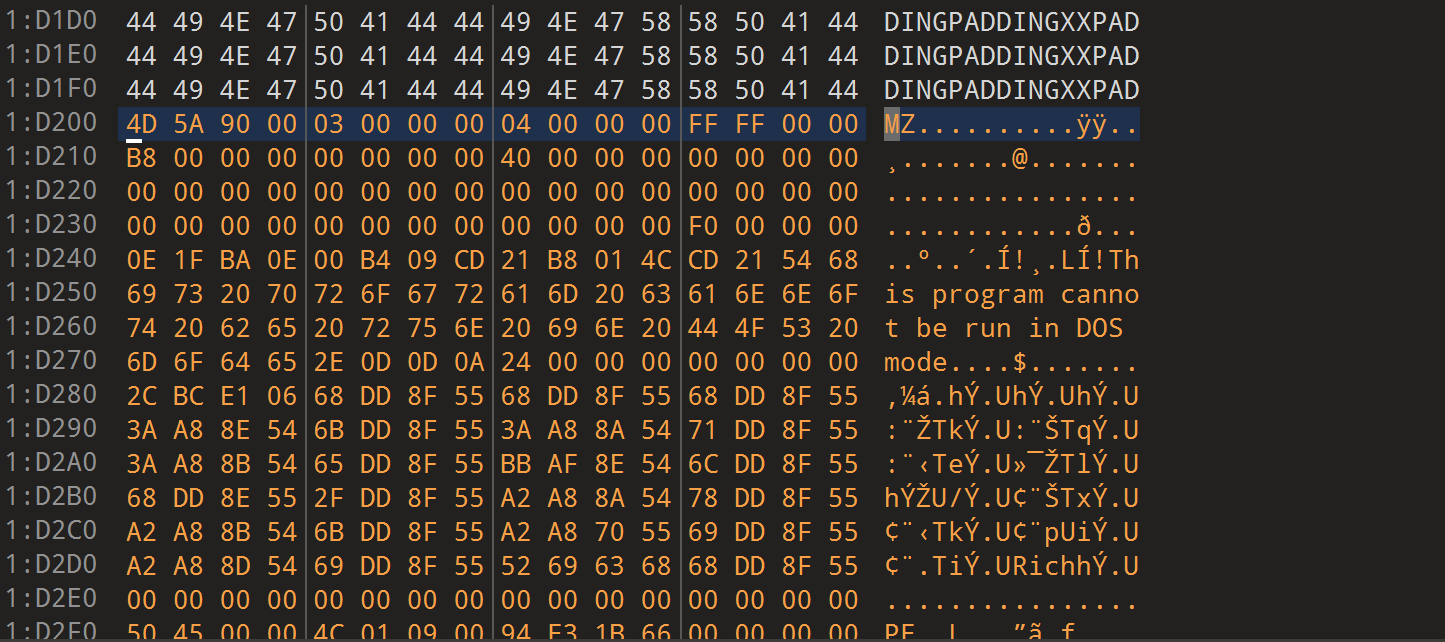 1:D1D0 44 49 4E 47 50 41 44 44 49 4E 47 58 58 50 41 44 DINGPADDINGXXPAD
1:D1E0 44 49 4E 47 50 41 44 44 49 4E 47 58 58 50 41 44 DINGPADDINGXXPAD
1:D1F0 44 49 4E 47 50 41 44 44 49 4E 47 58 58 50 41 44 DINGPADDINGXXPAD
1:D200 4D 5A 90 00 03 00 00 00 04 00 00 00 FF FF 00 00 MZ..........ÿÿ..
1:D210 B8 00 00 00 00 00 00 00 40 00 00 00 00 00 00 00 ¸.......@.......
1:D220 00 00 00 00 00 00 00 00 00 00 00 00 00 00 00 00 ................
1:D230 00 00 00 00 00 00 00 00 00 00 00 00 F0 00 00 00 ............ð...
1:D240 0E 1F BA 0E 00 B4 09 CD 21 B8 01 4C CD 21 54 68 ..º..´.Í!¸.LÍ!Th
1:D250 69 73 20 70 72 6F 67 72 61 6D 20 63 61 6E 6E 6F is program canno
1:D260 74 20 62 65 20 72 75 6E 20 69 6E 20 44 4F 53 20 t be run in DOS
1:D270 6D 6F 64 65 2E 0D 0D 0A 24 00 00 00 00 00 00 00 mode....$.......
1:D280 2C BC E1 06 68 DD 8F 55 68 DD 8F 55 68 DD 8F 55 ,¼á.hÝ.UhÝ.UhÝ.U
1:D290 3A A8 8E 54 6B DD 8F 55 3A A8 8A 54 71 DD 8F 55 :¨ŽTkÝ.U:¨ŠTqÝ.U
1:D2A0 3A A8 8B 54 65 DD 8F 55 BB AF 8E 54 6C DD 8F 55 :¨‹TeÝ.U»¯ŽTlÝ.U
1:D2B0 68 DD 8E 55 2F DD 8F 55 A2 A8 8A 54 78 DD 8F 55 hÝŽU/Ý.U¢¨ŠTxÝ.U
1:D2C0 A2 A8 8B 54 6B DD 8F 55 A2 A8 70 55 69 DD 8F 55 ¢¨‹TkÝ.U¢¨pUiÝ.U
1:D2D0 A2 A8 8D 54 69 DD 8F 55 52 69 63 68 68 DD 8F 55 ¢¨.TiÝ.URichhÝ.U
1:D2E0 00 00 00 00 00 00 00 00 00 00 00 00 00 00 00 00 ................
1:D2F0 50 45 00 00 4C 01 09 00 94 E3 1B 66 00 00 00 00 PE L ”ã f